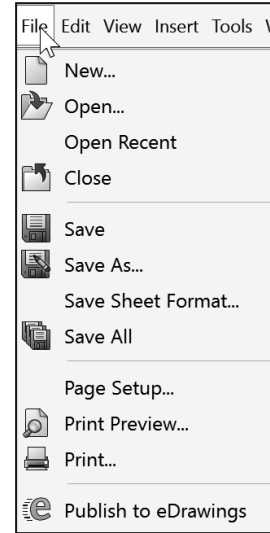 File Edit View Insert Tools
New...
Open...
Open Recent
Close
Save
Save As...
Save Sheet Format...
Save All
Page Setup...
Print Preview...
Print...
Publish to eDrawings